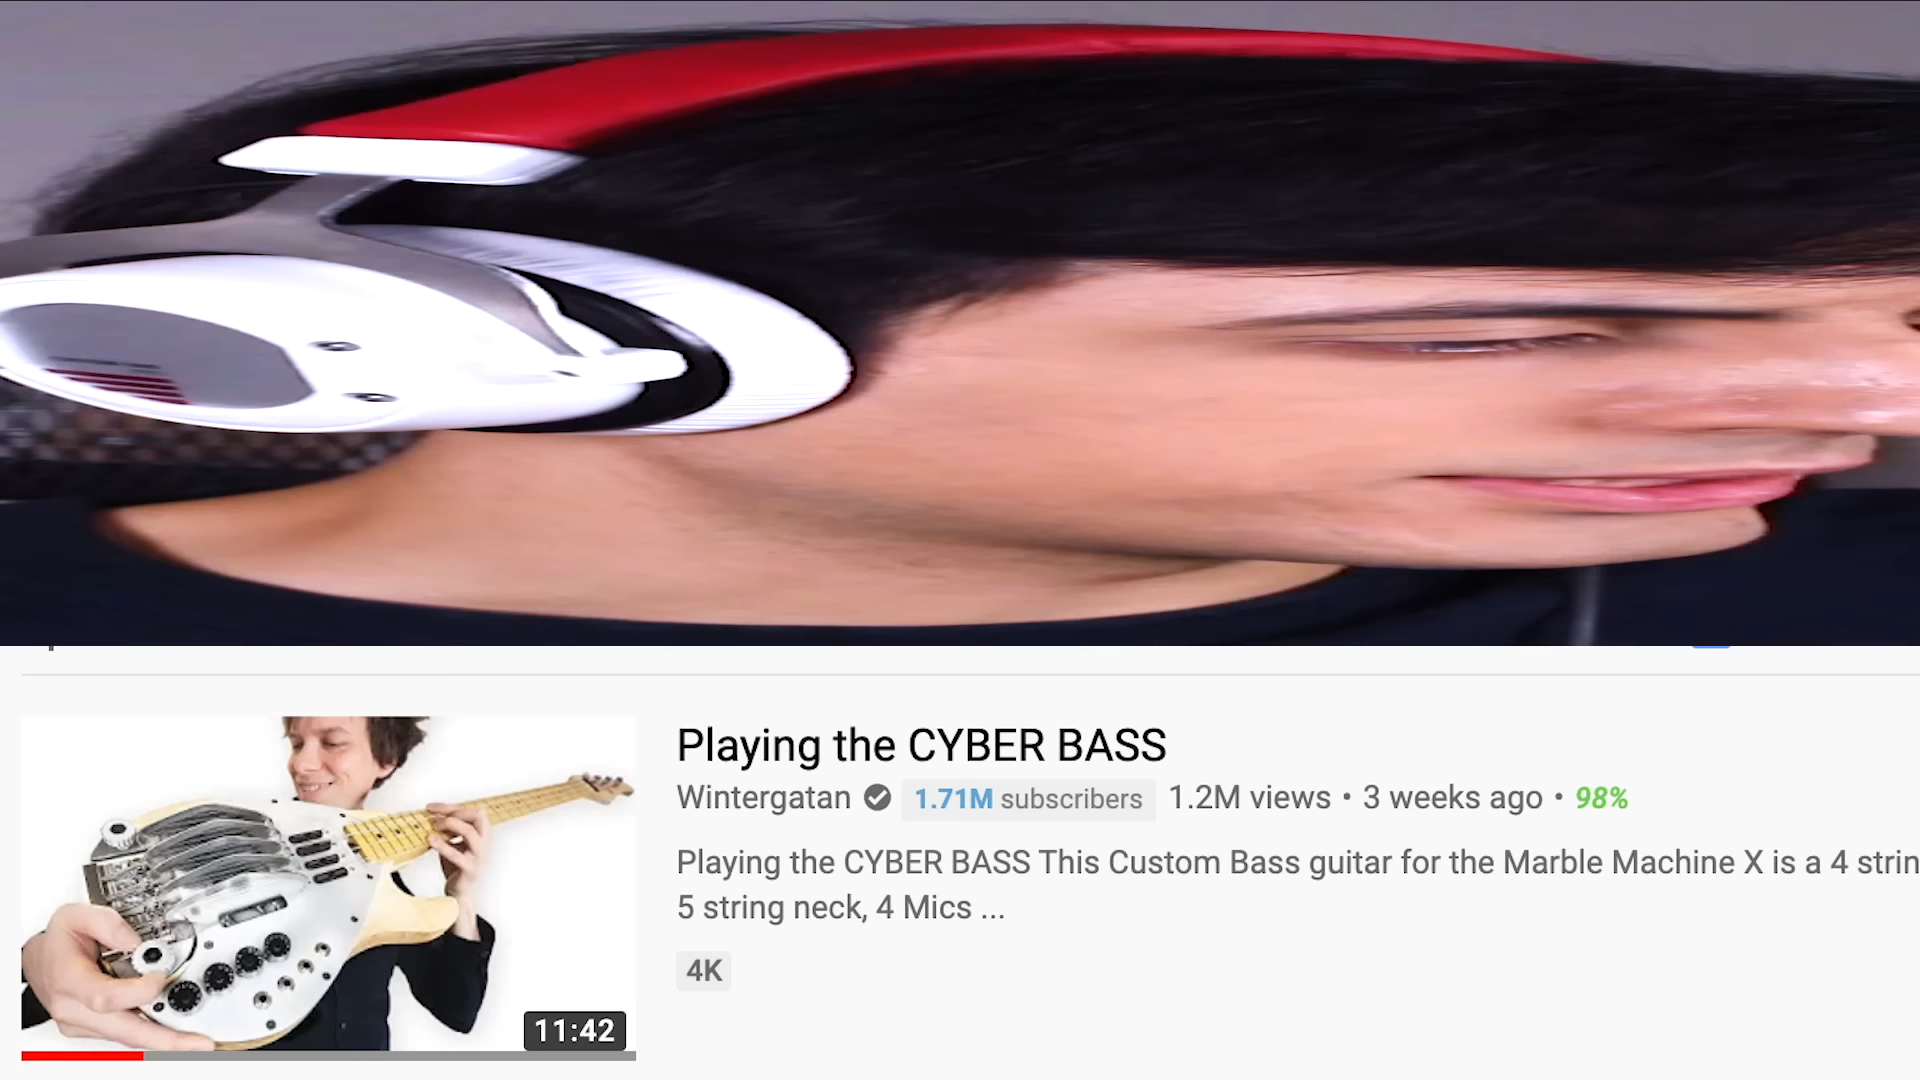 Playing the CYBER BASS
Wintergatan 1.71M subscribers 1.2M views • 3 weeks ago • 98%
Playing the CYBER BASS This Custom Bass guitar for the Marble Machine X is a 4 strin
5 string neck, 4 Mics ...
4K
11:42